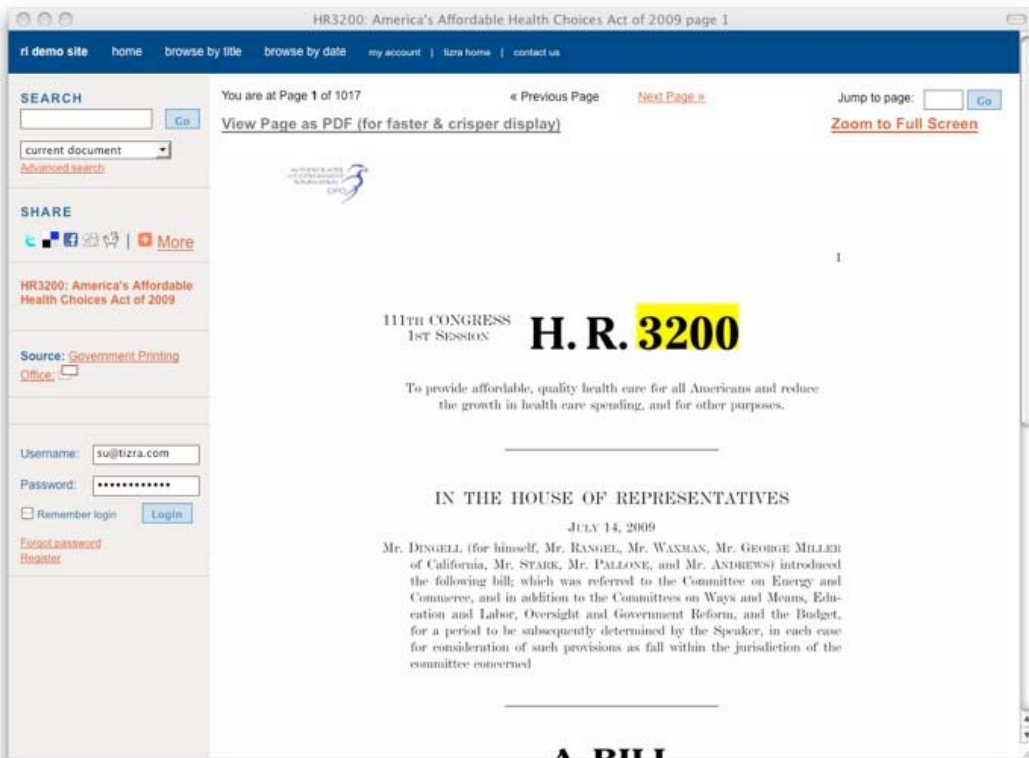 HR3200: America's Affordable Health Choices Act of 2009 page 1
ri demo site home browse by title browse by date my account | tizra home | contact us
SEARCH
Go
current document
Advanced search
SHARE
| More
HR3200: America's Affordable
Health Choices Act of 2009
Source: Government Printing
Office:
Username: su@tizra.com
Password: ••••••••••••
Remember login Login
Forgot password
Register
You are at Page 1 of 1017 « Previous Page Next Page » Jump to page: Go
View Page as PDF (for faster & crisper display) Zoom to Full Screen
GPO
I
111TH CONGRESS
1ST SESSION
H. R. 3200
To provide affordable, quality health care for all Americans and reduce
the growth in health care spending, and for other purposes.
IN THE HOUSE OF REPRESENTATIVES
JULY 14, 2009
Mr. DINGELL (for himself, Mr. RANGEL, Mr. WAXMAN, Mr. GEORGE MILLER
of California, Mr. STARK, Mr. PALLONE, and Mr. ANDREWS) introduced
the following bill; which was referred to the Committee on Energy and
Commerce, and in addition to the Committees on Ways and Means, Edu-
cation and Labor, Oversight and Government Reform, and the Budget,
for a period to be subsequently determined by the Speaker, in each case
for consideration of such provisions as fall within the jurisdiction of the
committee concerned
A BILL